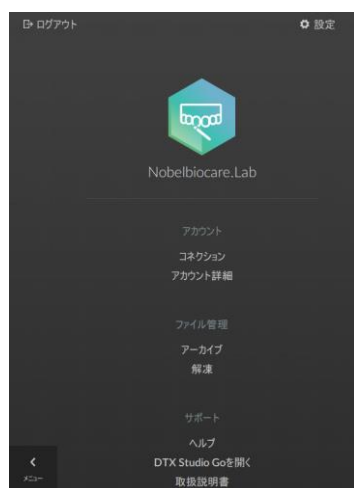 ログアウト
設定
Nobelbiocare.Lab
アカウント
コネクション
アカウント詳細
ファイル管理
アーカイブ
解凍
サポート
ヘルプ
DTX Studio Goを開く
取扱説明書
メニュー